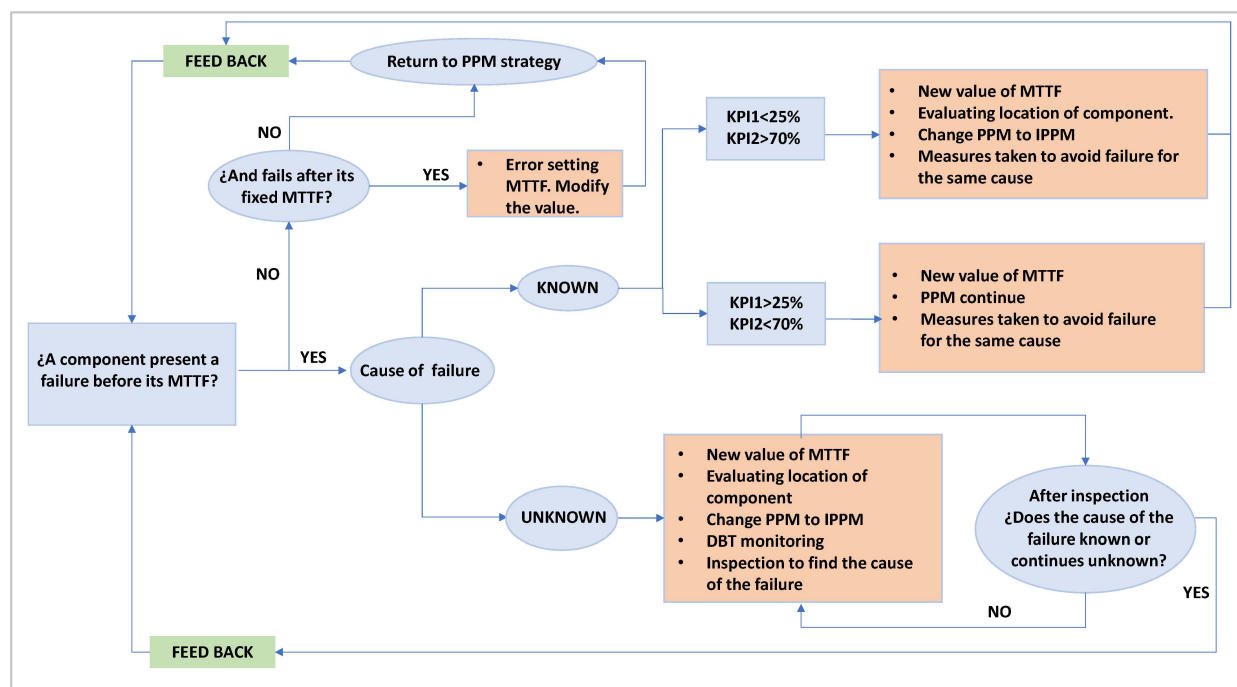 FEED BACK
Return to PPM strategy
NO
¿And fails after its
fixed MTTF?
YES
• Error setting
MTTF. Modify
the value.
KPI1<25%
KPI2>70%
• New value of MTTF
• Evaluating location of component.
• Change PPM to IPPM
• Measures taken to avoid failure for
the same cause
NO
KNOWN
KPI1>25%
KPI2<70%
• New value of MTTF
• PPM continue
• Measures taken to avoid failure
for the same cause
¿A component present a
failure before its MTTF?
YES
Cause of failure
UNKNOWN
• New value of MTTF
• Evaluating location of
component
• Change PPM to IPPM
• DBT monitoring
• Inspection to find the cause
of the failure
After inspection
¿Does the cause of the
failure known or
continues unknown?
YES
NO
FEED BACK